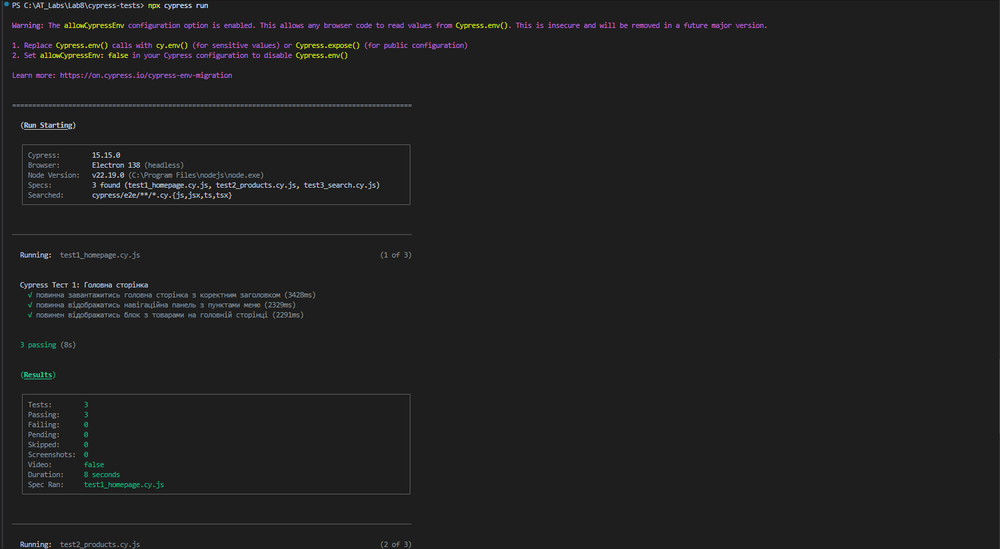 PS C:\AT_Labs\Lab8\cypress-tests> npx cypress run
Warning: The allowCypressEnv configuration option is enabled. This allows any browser code to read values from Cypress.env(). This is insecure and will be removed in a future major version.
1. Replace Cypress.env() calls with cy.env() (for sensitive values) or Cypress.expose() (for public configuration)
2. Set allowCypressEnv: false in your Cypress configuration to disable Cypress.env()
Learn more: https://on.cypress.io/cypress-env-migration
====================================================================================================
(Run Starting)
Cypress: 15.15.0
Browser: Electron 138 (headless)
Node Version: v22.19.0 (C:\Program Files\nodejs\node.exe)
Specs: 3 found (test1_homepage.cy.js, test2_products.cy.js, test3_search.cy.js)
Searched: cypress/e2e/**/*.cy.{js,jsx,ts,tsx}
Running: test1_homepage.cy.js (1 of 3)
Cypress Тест 1: Головна сторінка
√ повинна завантажитись головна сторінка з коректним заголовком (3428ms)
√ повинна відображатись навігаційна панель з пунктами меню (2329ms)
√ повинен відображатись блок з товарами на головній сторінці (2291ms)
3 passing (8s)
(Results)
Tests: 3
Passing: 3
Failing: 0
Pending: 0
Skipped: 0
Screenshots: 0
Video: false
Duration: 8 seconds
Spec Ran: test1_homepage.cy.js
Running: test2_products.cy.js (2 of 3)